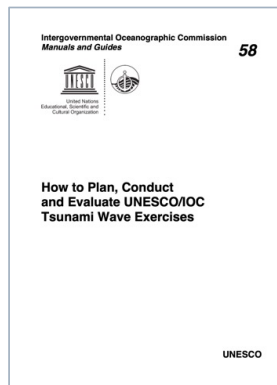 Intergovernmental Oceanographic Commission
Manuals and Guides
58
UNESCO
United Nations
Educational, Scientific and
Cultural Organization
How to Plan, Conduct
and Evaluate UNESCO/IOC
Tsunami Wave Exercises
UNESCO